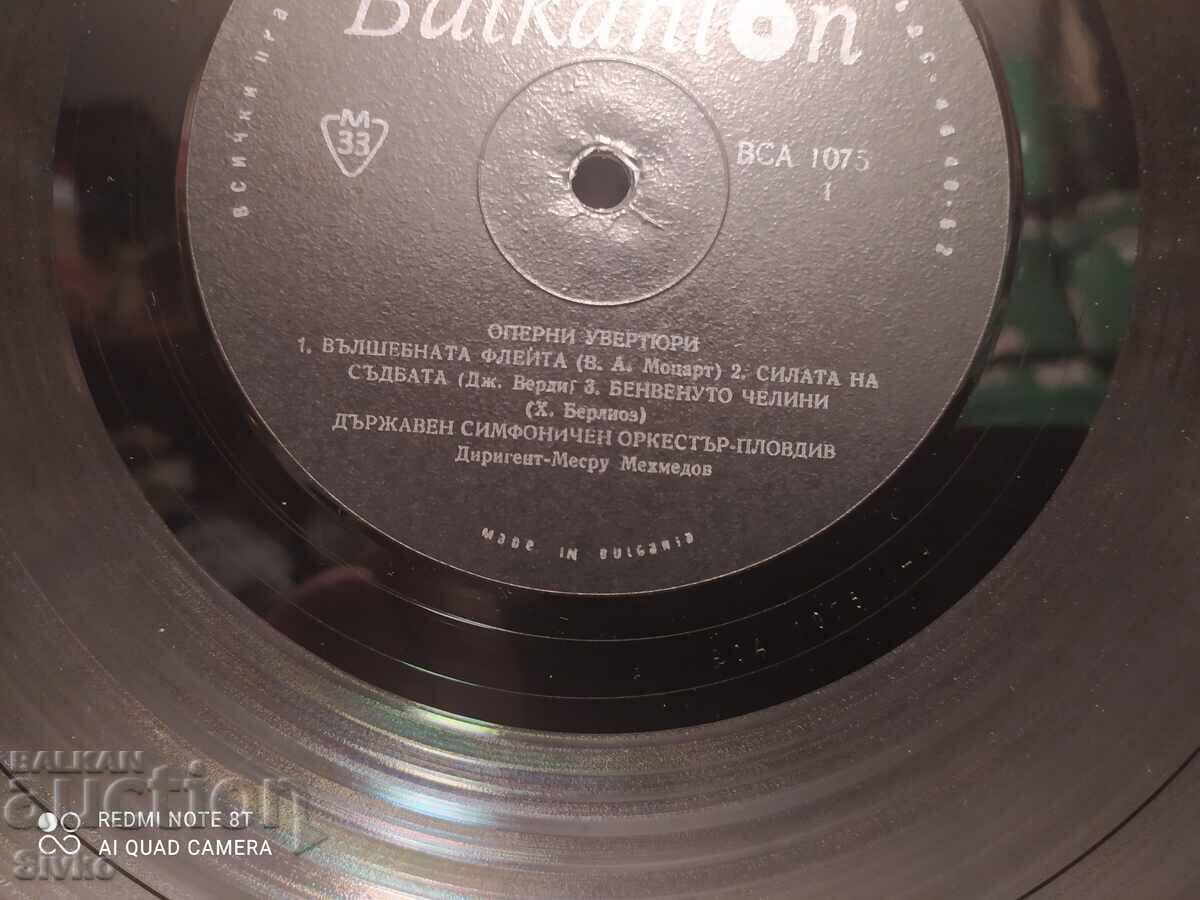 Balkanton
Всички пра
М
33
ВСА 1075
I
ОПЕРНИ УВЕРТЮРИ
1. ВЪЛШЕБНАТА ФЛЕЙТА (В. А. Моцарт) 2. СИЛАТА НА
СЪДБАТА (Дж. Верди( 3. БЕНВЕНУТО ЧЕЛИНИ
(Х. Берлиоз)
ДЪРЖАВЕН СИМФОНИЧЕН ОРКЕСТЪР-ПЛОВДИВ
Диригент-Месру Мехмедов
Made in Bulgaria
BALKAN
auction
REDMI NOTE 8T
AI QUAD CAMERA
Sivko